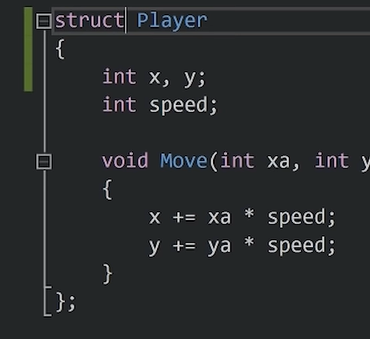 struct Player
{
int x, y;
int speed;
void Move(int xa, int y
{
x += xa * speed;
y += ya * speed;
}
};